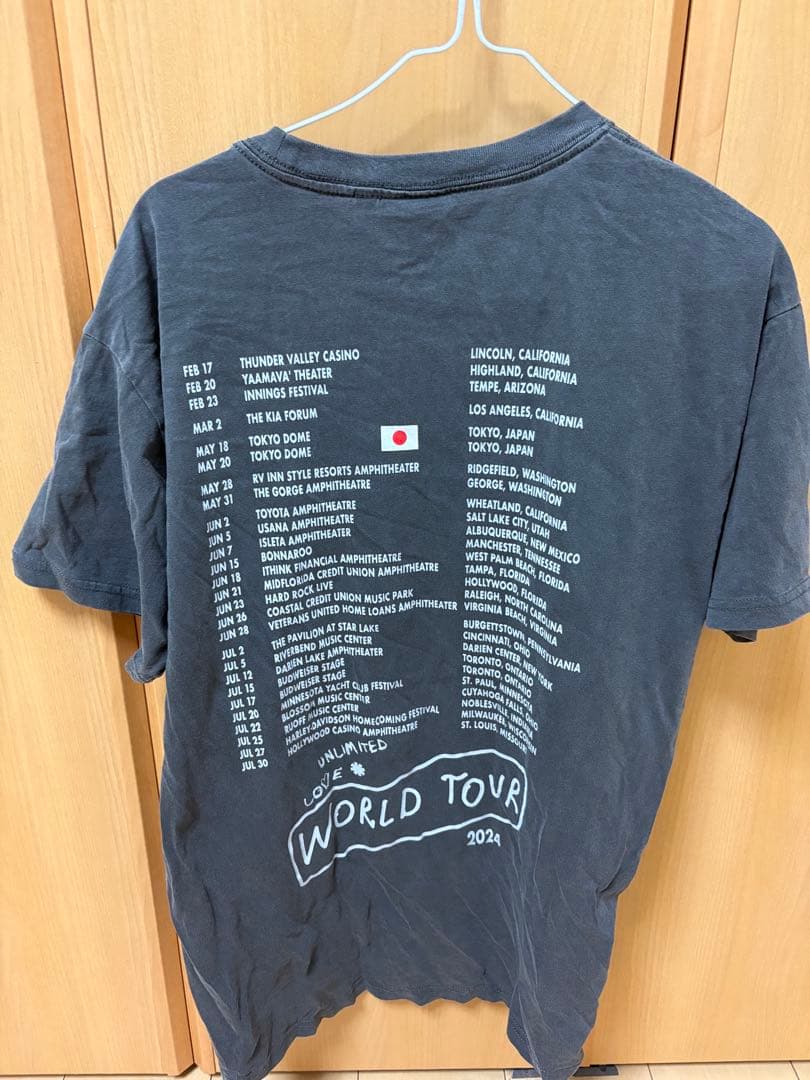 FEB 17 THUNDER VALLEY CASINO LINCOLN, CALIFORNIA
FEB 20 YAAMAVA' THEATER HIGHLAND, CALIFORNIA
FEB 23 INNINGS FESTIVAL TEMPE, ARIZONA
MAR 2 THE KIA FORUM LOS ANGELES, CALIFORNIA
MAY 18 TOKYO DOME TOKYO, JAPAN
MAY 20 TOKYO DOME TOKYO, JAPAN
MAY 28 RV INN STYLE RESORTS AMPHITHEATER RIDGEFIELD, WASHINGTON
MAY 31 THE GORGE AMPHITHEATRE GEORGE, WASHINGTON
JUN 2 TOYOTA AMPHITHEATRE WHEATLAND, CALIFORNIA
JUN 5 USANA AMPHITHEATRE SALT LAKE CITY, UTAH
JUN 7 ISLETA AMPHITHEATER ALBUQUERQUE, NEW MEXICO
JUN 15 BONNAROO MANCHESTER, TENNESSEE
JUN 18 ITHINK FINANCIAL AMPHITHEATRE WEST PALM BEACH, FLORIDA
JUN 21 MIDFLORIDA CREDIT UNION AMPHITHEATRE TAMPA, FLORIDA
JUN 23 HARD ROCK LIVE HOLLYWOOD, FLORIDA
JUN 26 COASTAL CREDIT UNION MUSIC PARK RALEIGH, NORTH CAROLINA
JUN 28 VETERANS UNITED HOME LOANS AMPHITHEATER VIRGINIA BEACH, VIRGINIA
JUL 2 THE PAVILION AT STAR LAKE BURGETTSTOWN, PENNSYLVANIA
JUL 5 RIVERBEND MUSIC CENTER CINCINNATI, OHIO
JUL 12 DARIEN LAKE AMPHITHEATER DARIEN CENTER, NEW YORK
JUL 15 BUDWEISER STAGE TORONTO, ONTARIO
JUL 17 BUDWEISER STAGE TORONTO, ONTARIO
JUL 20 MINNESOTA YACHT CLUB FESTIVAL ST. PAUL, MINNESOTA
JUL 22 BLOSSOM MUSIC CENTER CUYAHOGA FALLS, OHIO
JUL 25 RUOFF MUSIC CENTER NOBLESVILLE, INDIANA
JUL 27 HARLEY-DAVIDSON HOMECOMING FESTIVAL MILWAUKEE, WISCONSIN
JUL 30 HOLLYWOOD CASINO AMPHITHEATRE ST. LOUIS, MISSOURI
UNLIMITED
LOVE
WORLD TOUR
2024